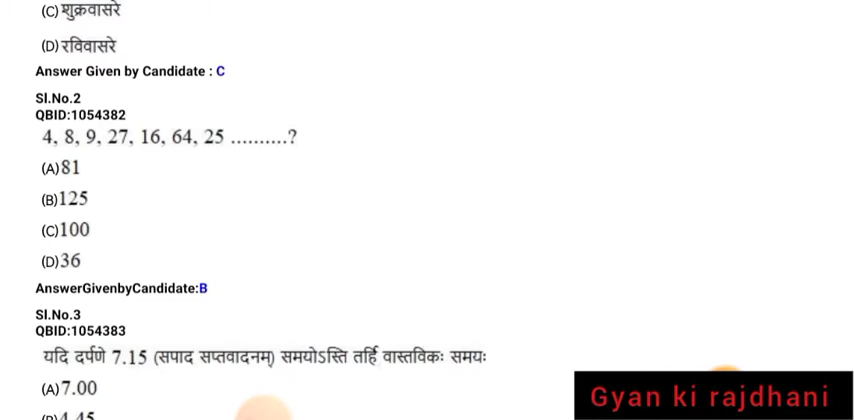 (C) शुक्रवासरे
(D) रविवासरे
Answer Given by Candidate : C
Sl.No.2
QBID:1054382
4, 8, 9, 27, 16, 64, 25 ..........?
(A) 81
(B) 125
(C) 100
(D) 36
AnswerGivenbyCandidate:B
Sl.No.3
QBID:1054383
यदि दर्पणे 7.15 (सपाद सप्तवादनम्) समयोऽस्ति तर्हि वास्तविकः समयः
(A) 7.00
(B) 4.45
Gyan ki rajdhani